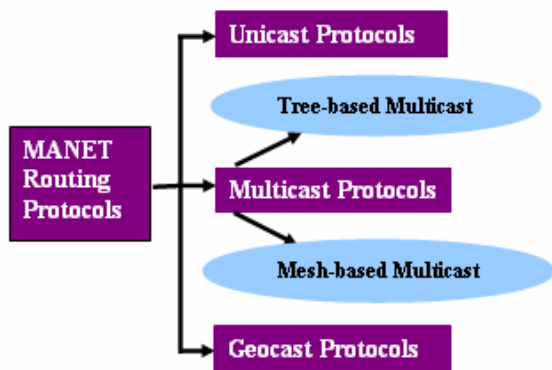 Unicast Protocols
Tree-based Multicast
MANET
Routing
Protocols
Multicast Protocols
Mesh-based Multicast
Geocast Protocols